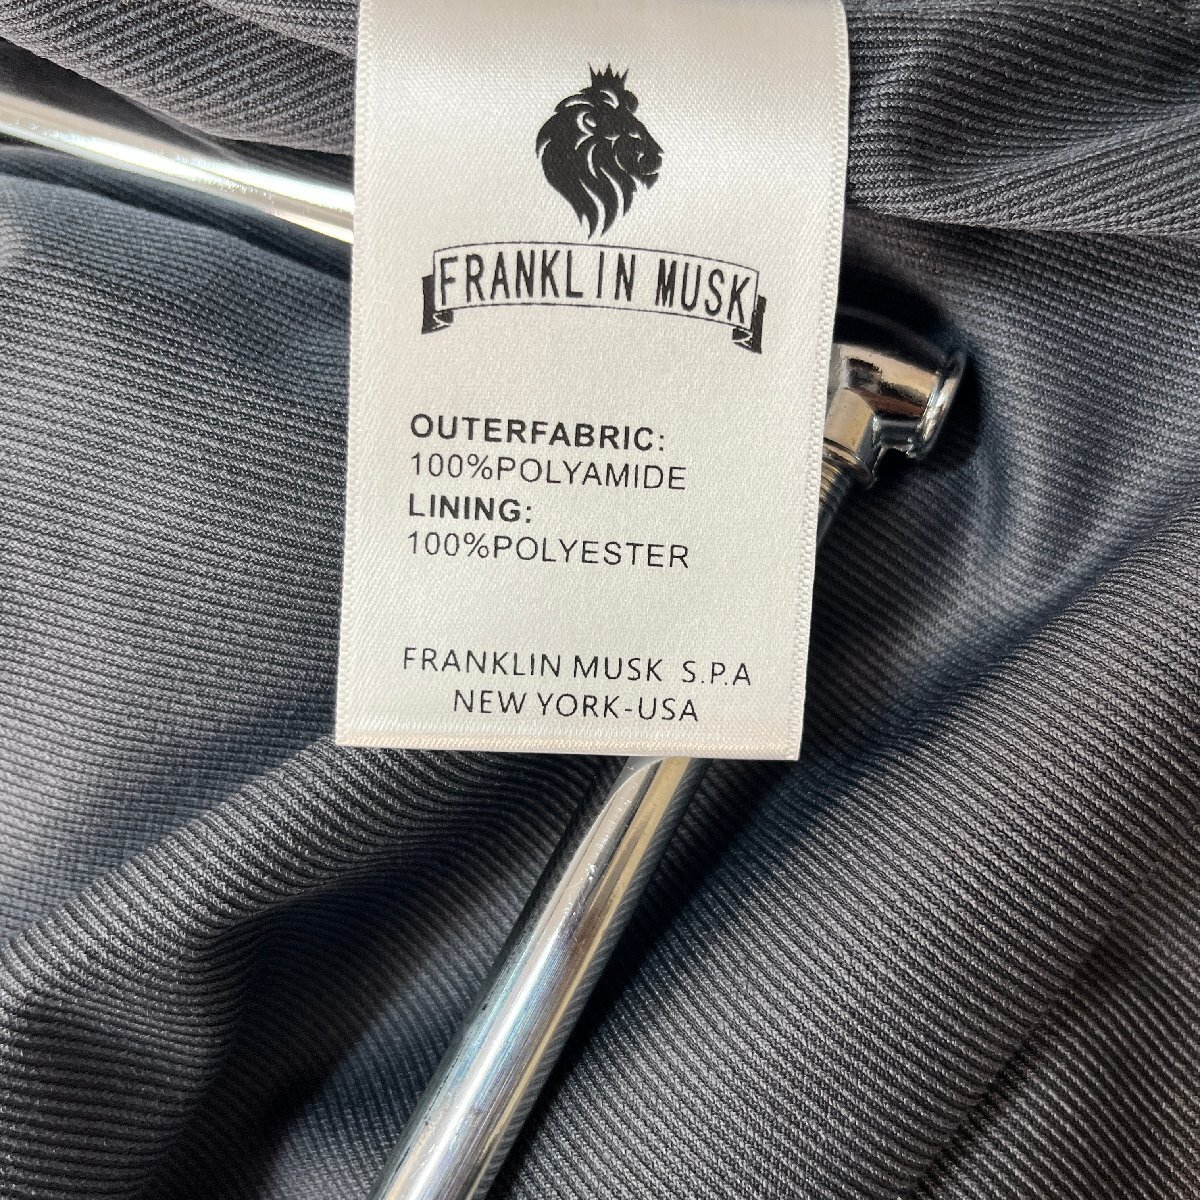 FRANKLIN MUSK
OUTERFABRIC:
100%POLYAMIDE
LINING:
100%POLYESTER
FRANKLIN MUSK S.P.A
NEW YORK-USA